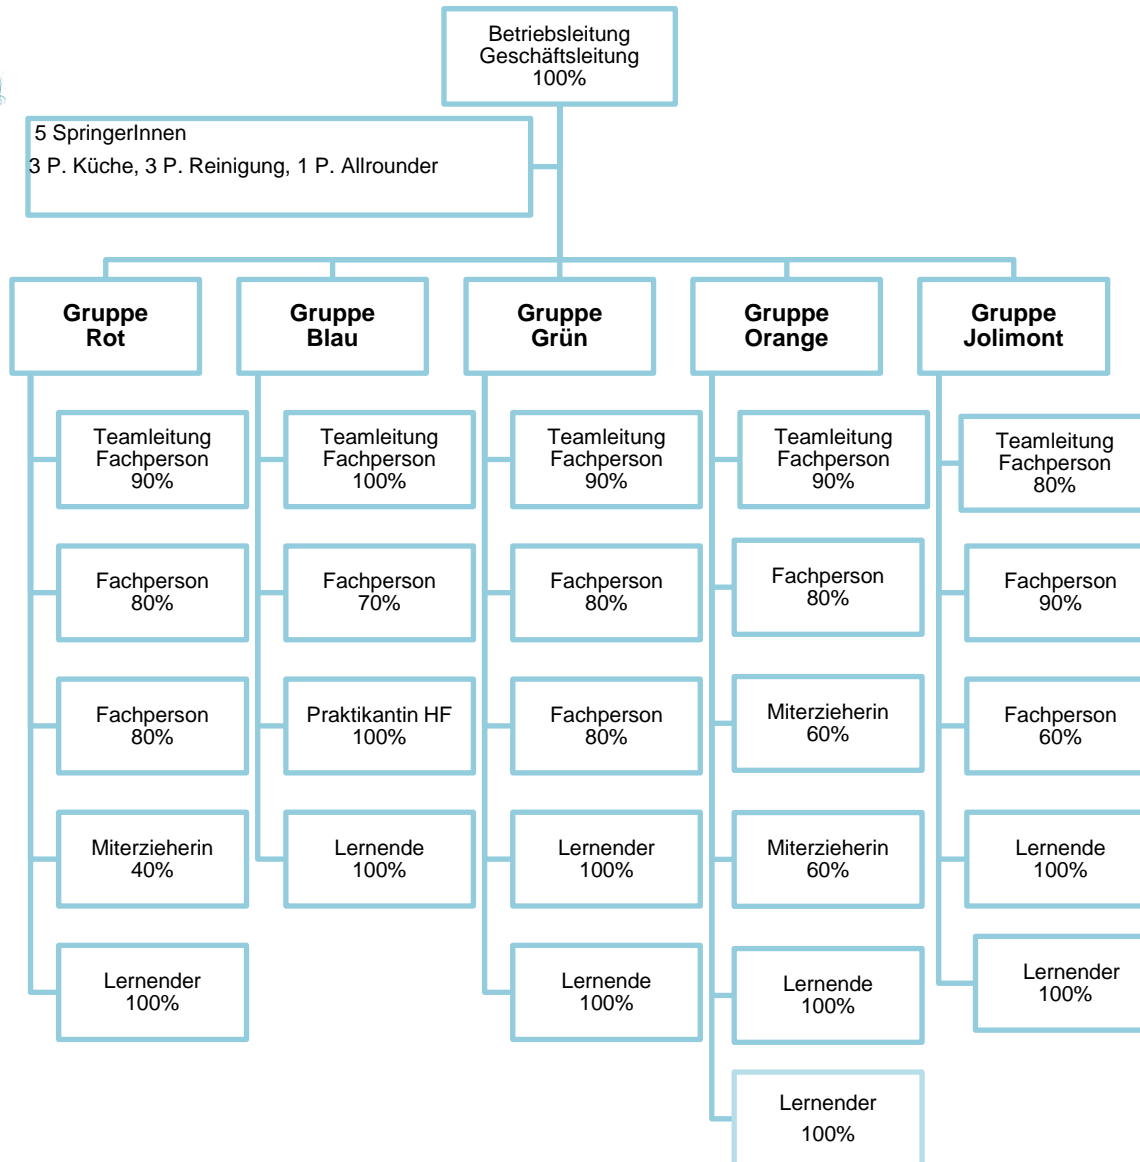 Betriebsleitung
Geschäftsleitung
100%
5 SpringerInnen
3 P. Küche, 3 P. Reinigung, 1 P. Allrounder
Gruppe
Rot
Gruppe
Blau
Gruppe
Grün
Gruppe
Orange
Gruppe
Jolimont
Teamleitung
Fachperson
90%
Fachperson
80%
Fachperson
80%
Miterzieherin
40%
Lernender
100%
Teamleitung
Fachperson
100%
Fachperson
70%
Praktikantin HF
100%
Lernende
100%
Teamleitung
Fachperson
90%
Fachperson
80%
Fachperson
80%
Lernender
100%
Lernende
100%
Teamleitung
Fachperson
90%
Fachperson
80%
Miterzieherin
60%
Miterzieherin
60%
Lernende
100%
Lernender
100%
Teamleitung
Fachperson
80%
Fachperson
90%
Fachperson
60%
Lernende
100%
Lernender
100%